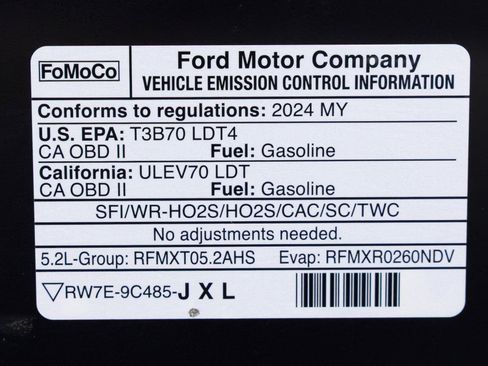 FoMoCo
Ford Motor Company
VEHICLE EMISSION CONTROL INFORMATION
Conforms to regulations: 2024 MY
U.S. EPA: T3B70 LDT4
CA OBD II Fuel: Gasoline
California: ULEV70 LDT
CA OBD II Fuel: Gasoline
SFI/WR-HO2S/HO2S/CAC/SC/TWC
No adjustments needed.
5.2L-Group: RFMXT05.2AHS Evap: RFMXR0260NDV
RW7E-9C485-J X L